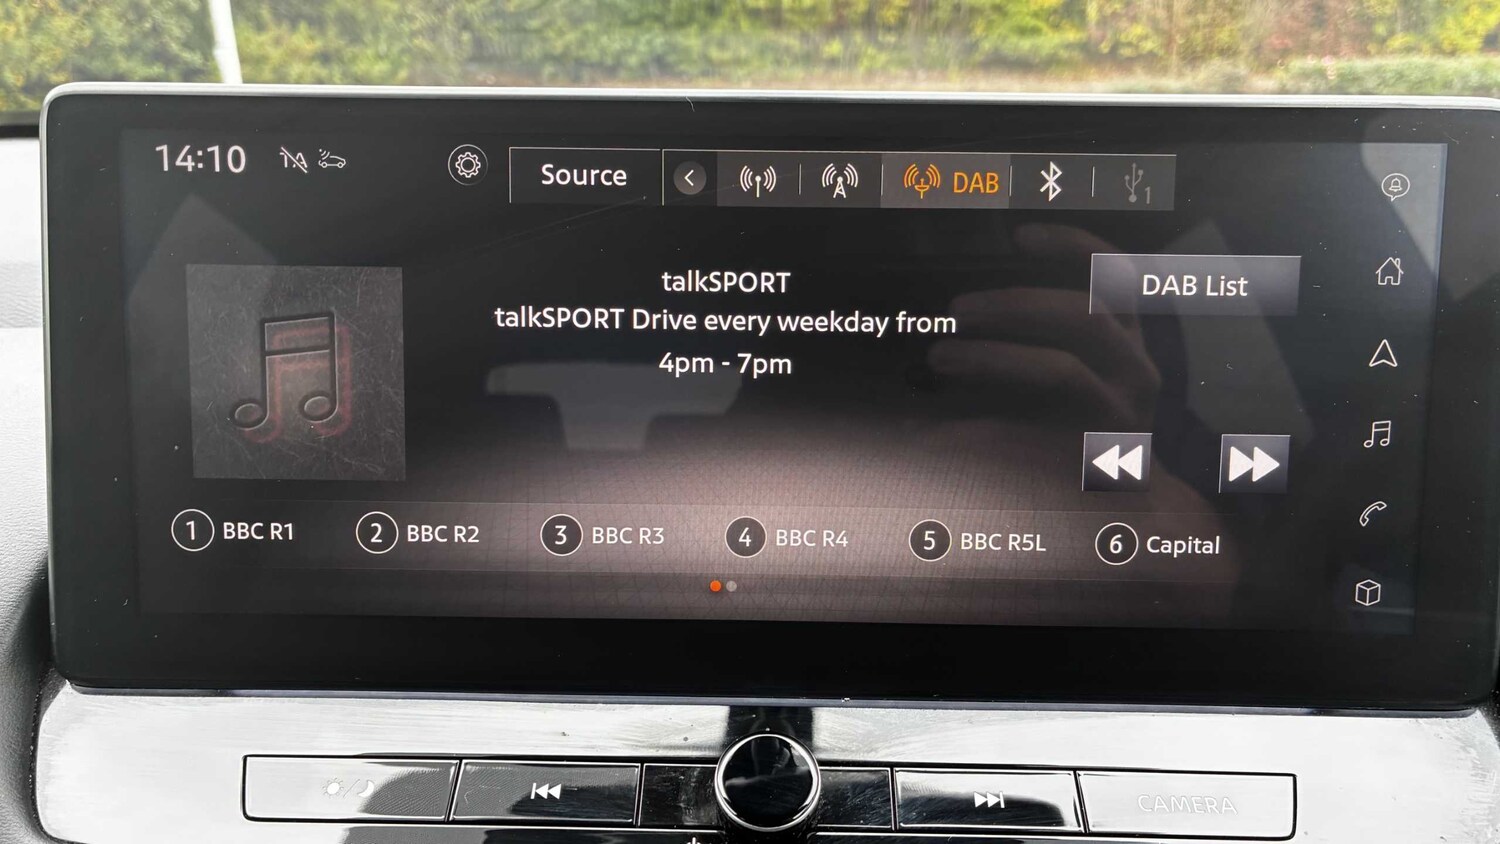 14:10
Source
DAB
1
talkSPORT
talkSPORT Drive every weekday from
4pm - 7pm
DAB List
1 BBC R1
2 BBC R2
3 BBC R3
4 BBC R4
5 BBC R5L
6 Capital
CAMERA